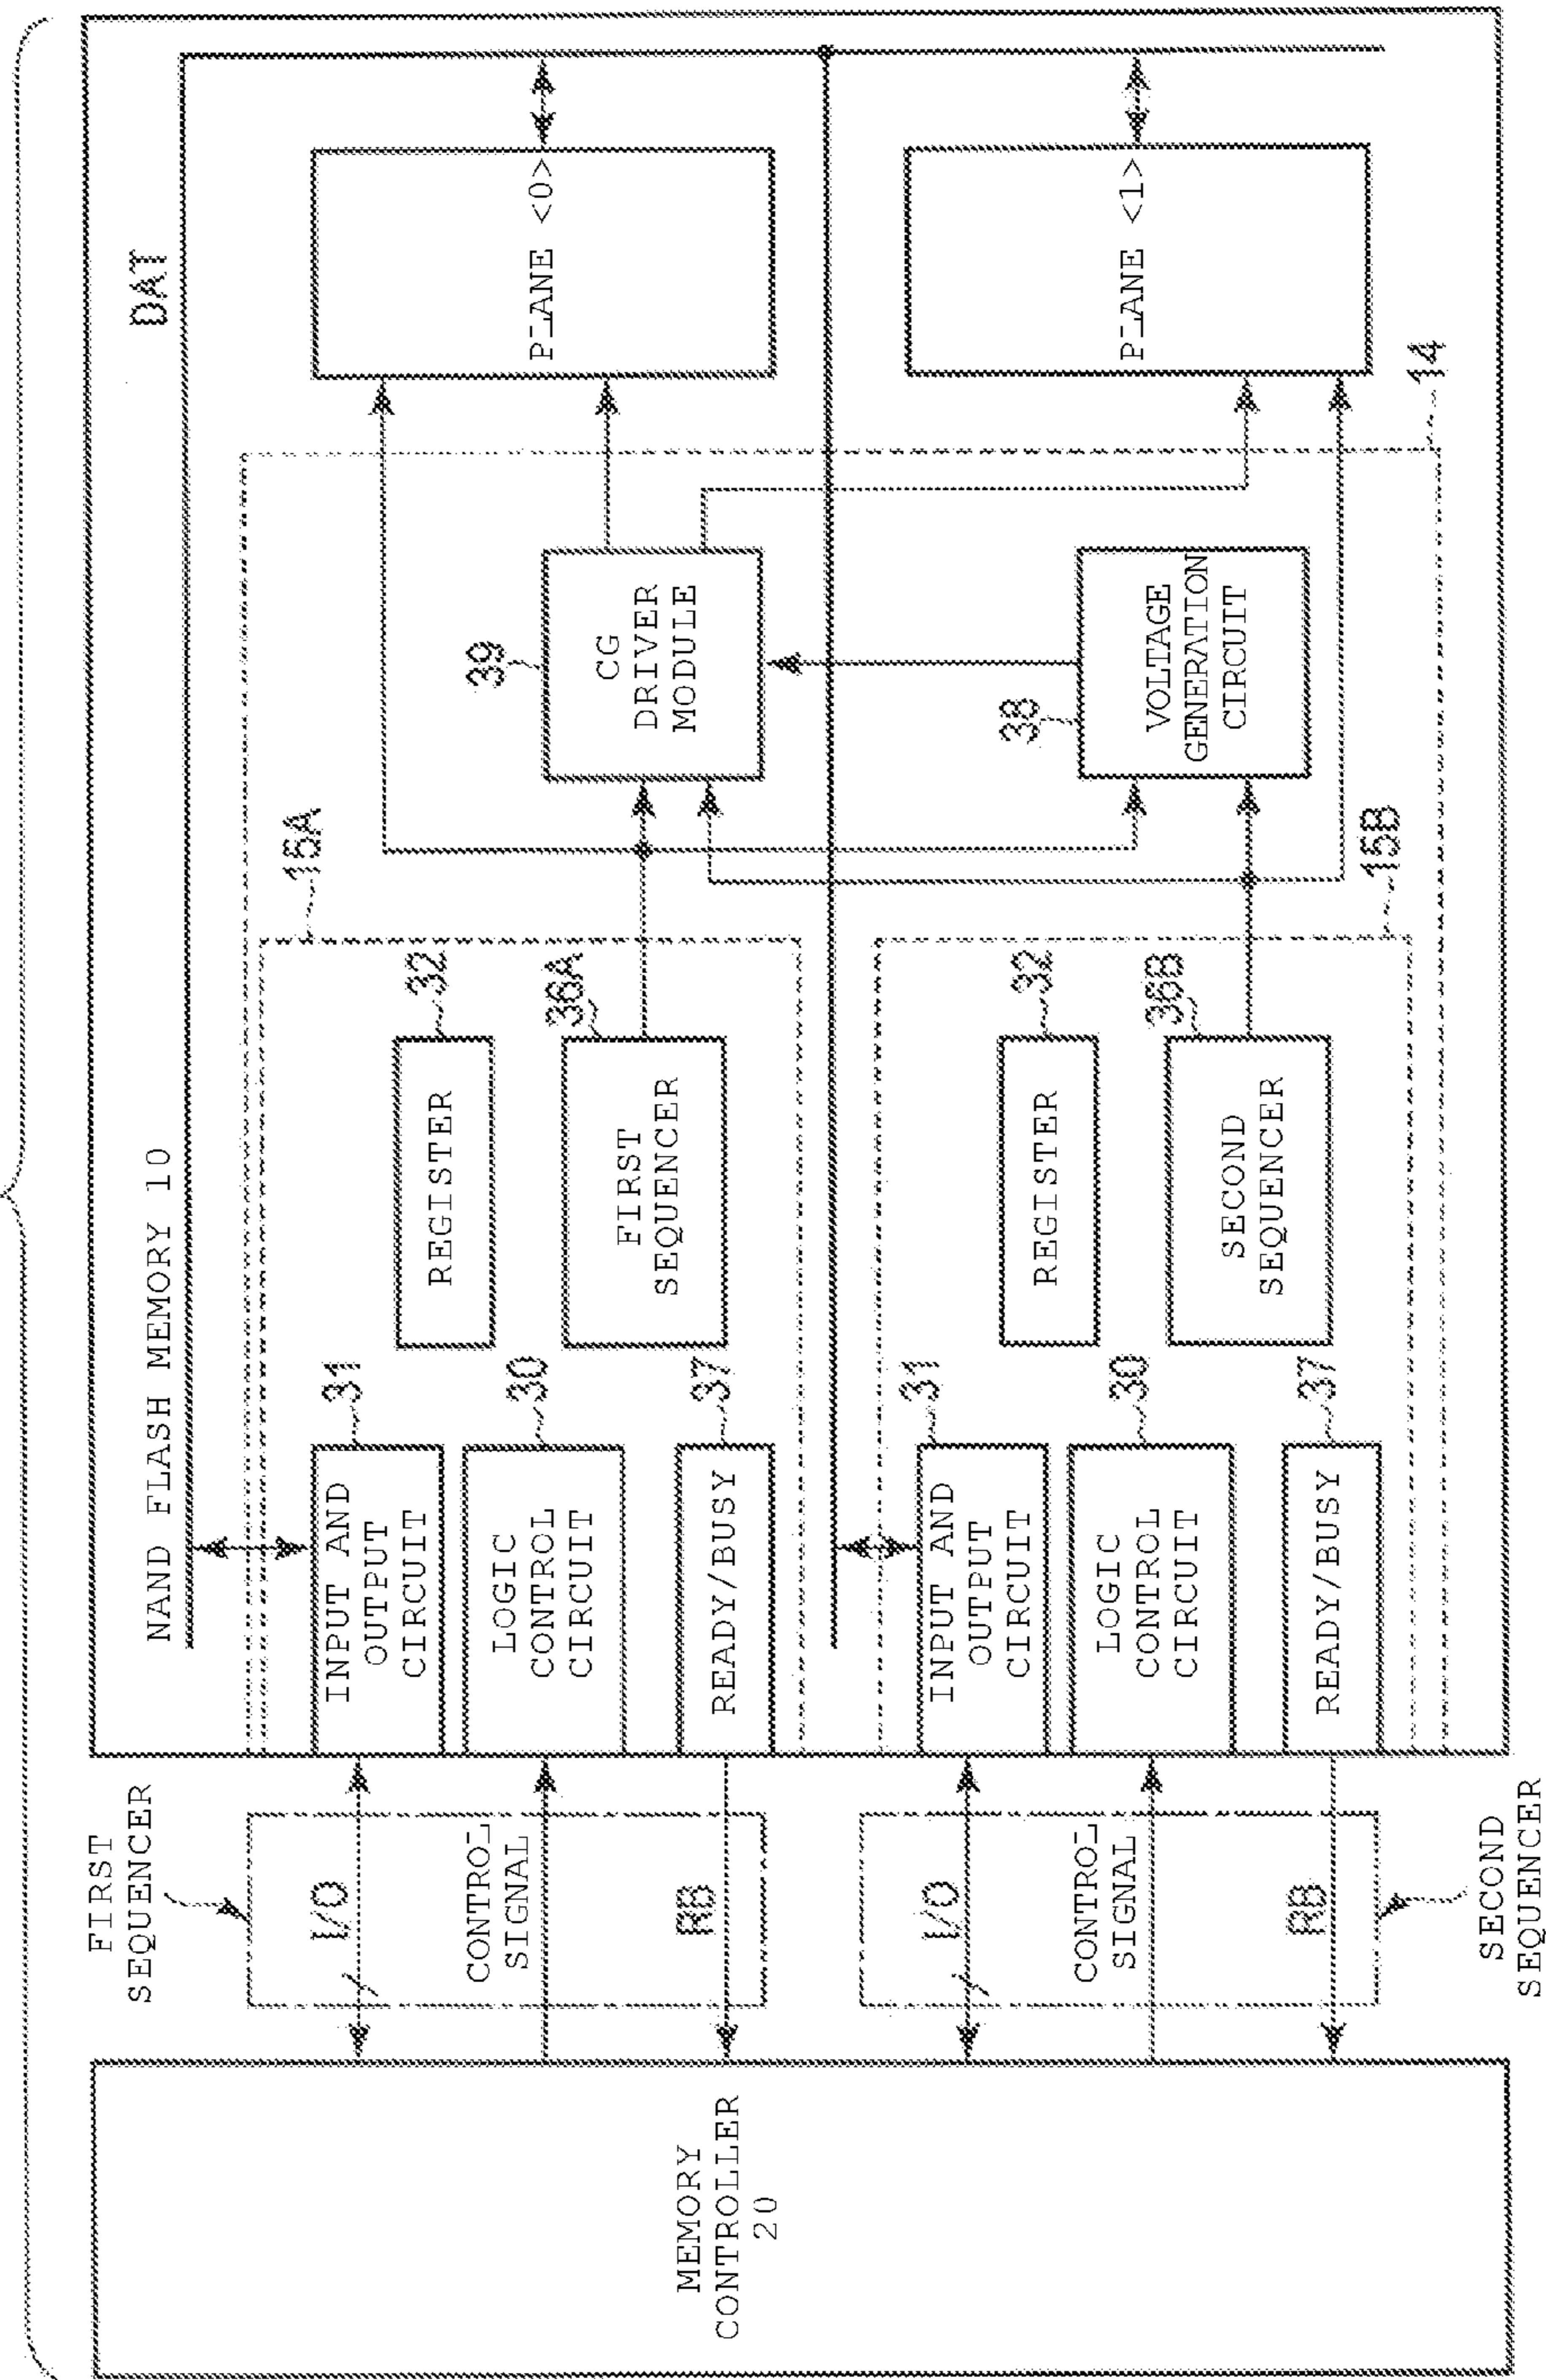 NAND FLASH MEMORY 10
DAT
FIRST
SEQUENCER
I/O
CONTROL
SIGNAL
RB
INPUT AND
OUTPUT
CIRCUIT
31
LOGIC
CONTROL
CIRCUIT
30
READY/BUSY
37
REGISTER
32
FIRST
SEQUENCER
36A
15A
CG
DRIVER
MODULE
39
PLANE <0>
MEMORY
CONTROLLER
20
I/O
CONTROL
SIGNAL
RB
SECOND
SEQUENCER
INPUT AND
OUTPUT
CIRCUIT
31
LOGIC
CONTROL
CIRCUIT
30
READY/BUSY
37
REGISTER
32
SECOND
SEQUENCER
36B
15B
VOLTAGE
GENERATION
CIRCUIT
38
PLANE <1>
14